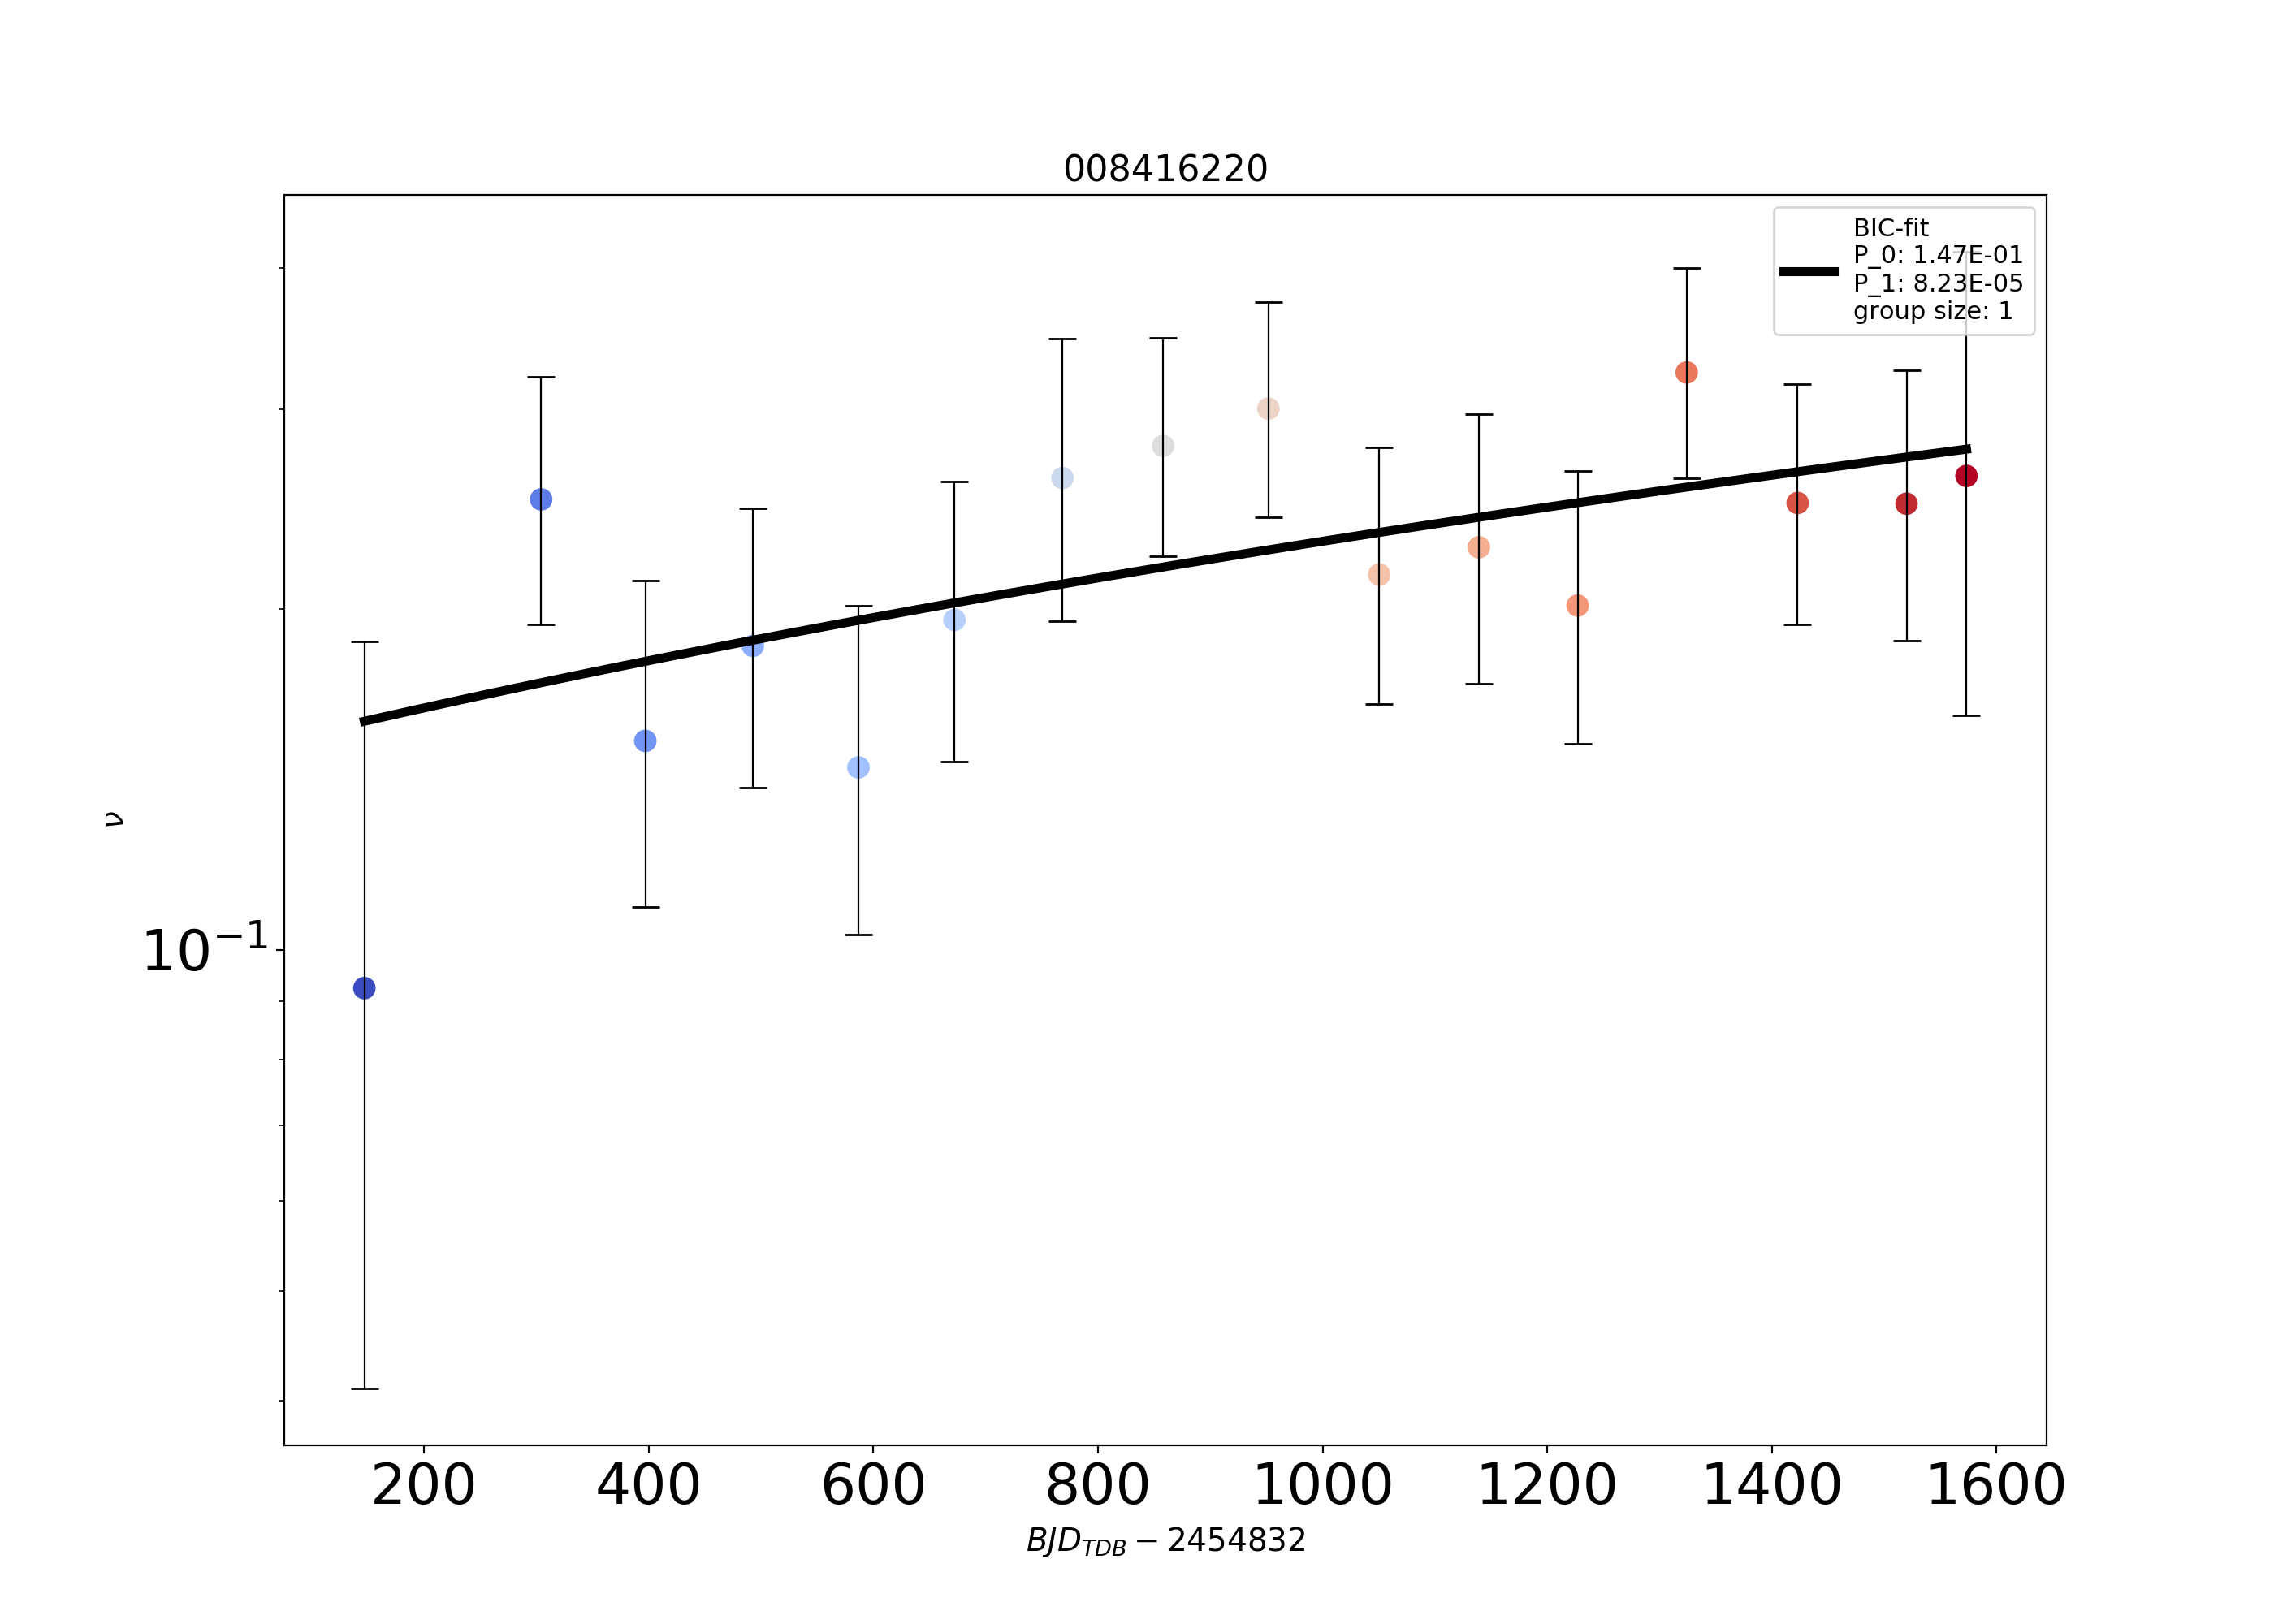 008416220
BIC-fit
P_0: 1.47E-01
P_1: 8.23E-05
group size: 1
ν
10⁻¹
200 400 600 800 1000 1200 1400 1600
BJD_TDB − 2454832